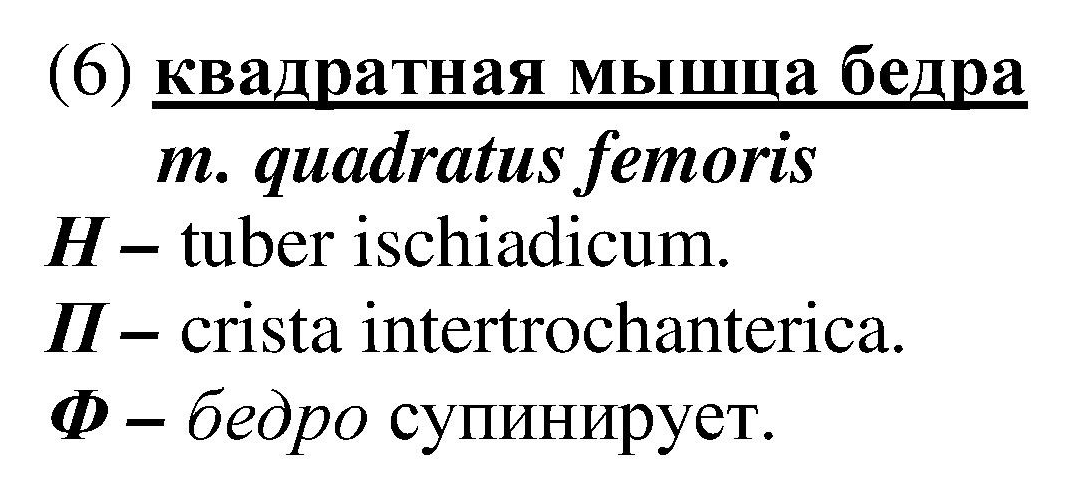 (6) квадратная мышца бедра
m. quadratus femoris
Н – tuber ischiadicum.
П – crista intertrochanterica.
Ф – бедро супинирует.